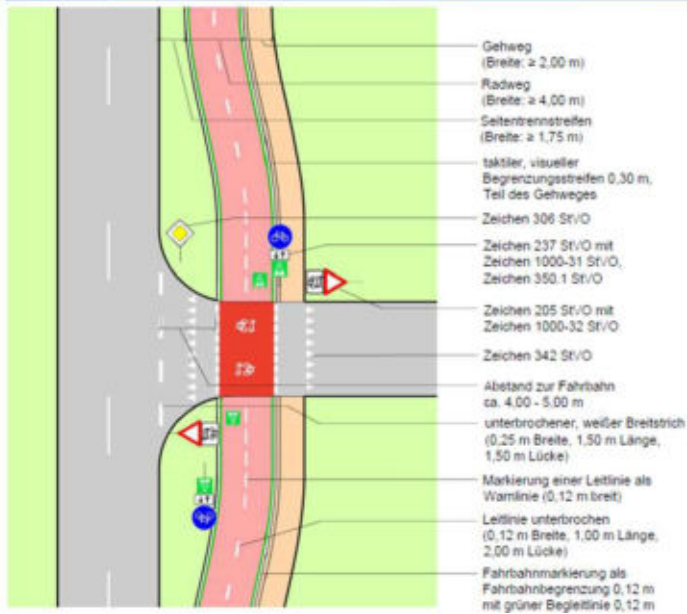 Gehweg
(Breite: ≥ 2,00 m)
Radweg
(Breite: ≥ 4,00 m)
Seitentrennstreifen
(Breite: ≥ 1,75 m)
taktiler, visueller
Begrenzungsstreifen 0,30 m,
Teil des Gehweges
Zeichen 306 StVO
Zeichen 237 StVO mit
Zeichen 1000-31 StVO,
Zeichen 350.1 StVO
Zeichen 205 StVO mit
Zeichen 1000-32 StVO
Zeichen 342 StVO
Abstand zur Fahrbahn
ca. 4,00 - 5,00 m
unterbrochener, weißer Breitstrich
(0,25 m Breite, 1,50 m Länge,
1,50 m Lücke)
Markierung einer Leitlinie als
Warnlinie (0,12 m breit)
Leitlinie unterbrochen
(0,12 m Breite, 1,00 m Länge,
2,00 m Lücke)
Fahrbahnmarkierung als
Fahrbahnbegrenzung 0,12 m
mit grüner Begleitlinie 0,12 m